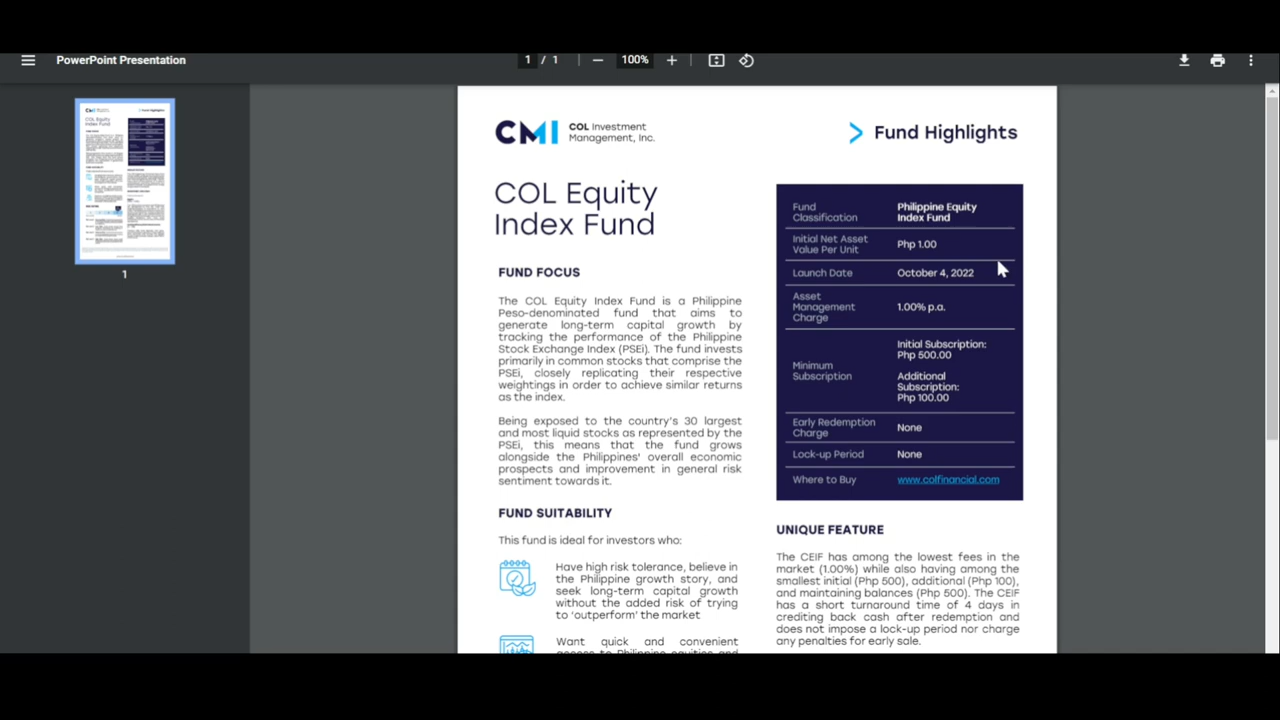 PowerPoint Presentation
1 / 1
100%
1
CMI COL Investment
Management, Inc.
Fund Highlights
COL Equity
Index Fund
FUND FOCUS
The COL Equity Index Fund is a Philippine
Peso-denominated fund that aims to
generate long-term capital growth by
tracking the performance of the Philippine
Stock Exchange Index (PSEi). The fund invests
primarily in common stocks that comprise the
PSEi, closely replicating their respective
weightings in order to achieve similar returns
as the index.
Being exposed to the country's 30 largest
and most liquid stocks as represented by the
PSEi, this means that the fund grows
alongside the Philippines' overall economic
prospects and improvement in general risk
sentiment towards it.
FUND SUITABILITY
This fund is ideal for investors who:
Have high risk tolerance, believe in
the Philippine growth story, and
seek long-term capital growth
without the added risk of trying
to 'outperform' the market
Want quick and convenient
access to Philippine equities and
Fund
Classification
Philippine Equity
Index Fund
Initial Net Asset
Value Per Unit
Php 1.00
Launch Date
October 4, 2022
Asset
Management
Charge
1.00% p.a.
Minimum
Subscription
Initial Subscription:
Php 500.00
Additional
Subscription:
Php 100.00
Early Redemption
Charge
None
Lock-up Period
None
Where to Buy
www.colfinancial.com
UNIQUE FEATURE
The CEIF has among the lowest fees in the
market (1.00%) while also having among the
smallest initial (Php 500), additional (Php 100),
and maintaining balances (Php 500). The CEIF
has a short turnaround time of 4 days in
crediting back cash after redemption and
does not impose a lock-up period nor charge
any penalties for early sale.